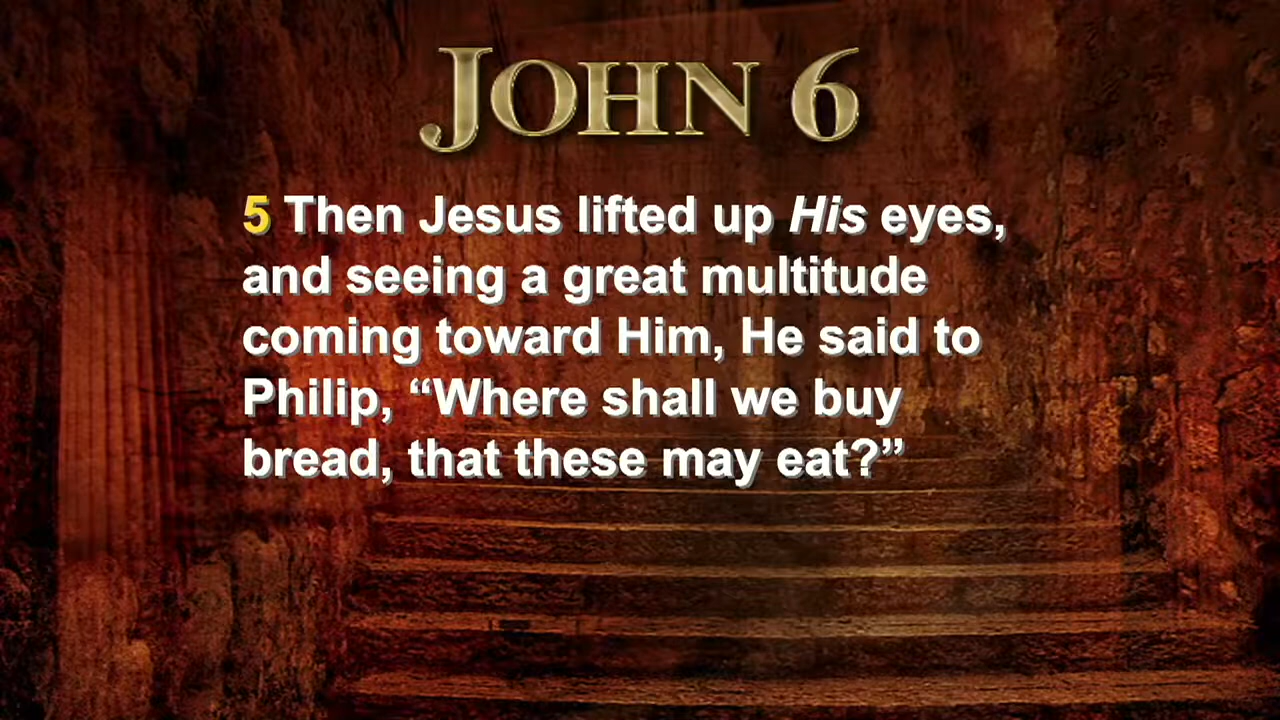 JOHN 6
5 Then Jesus lifted up His eyes,
and seeing a great multitude
coming toward Him, He said to
Philip, “Where shall we buy
bread, that these may eat?”